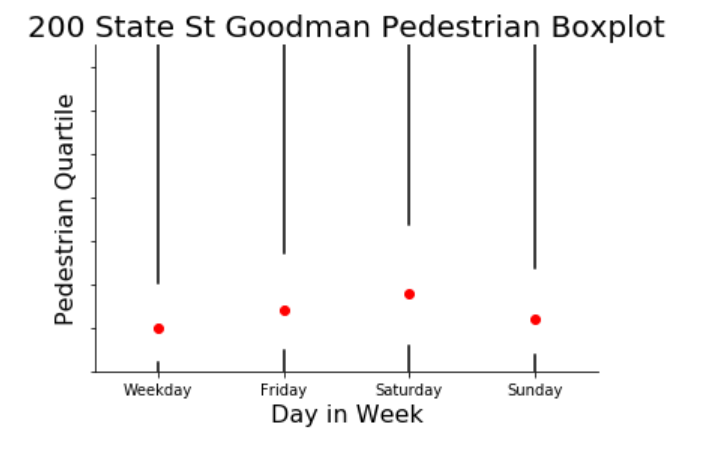 200 State St Goodman Pedestrian Boxplot
Pedestrian Quartile
Weekday Friday Saturday Sunday
Day in Week